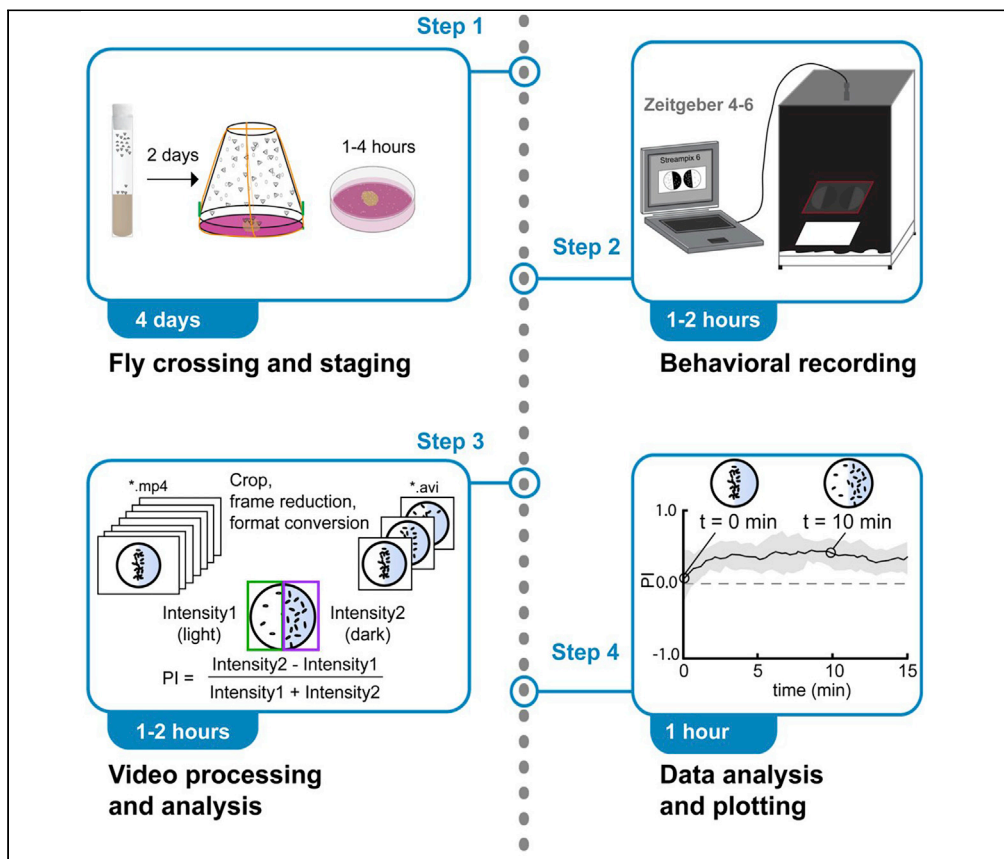 Step 1
2 days
1-4 hours
4 days
Fly crossing and staging
Step 2
Zeitgeber 4-6
Streampix 6
1-2 hours
Behavioral recording
Step 3
*.mp4
Crop,
frame reduction,
format conversion
*.avi
Intensity1
(light)
Intensity2
(dark)
PI =
Intensity2 - Intensity1
Intensity1 + Intensity2
1-2 hours
Video processing
and analysis
Step 4
1.0
t = 0 min
t = 10 min
PI
0.0
-1.0
0
5
10
15
time (min)
1 hour
Data analysis
and plotting